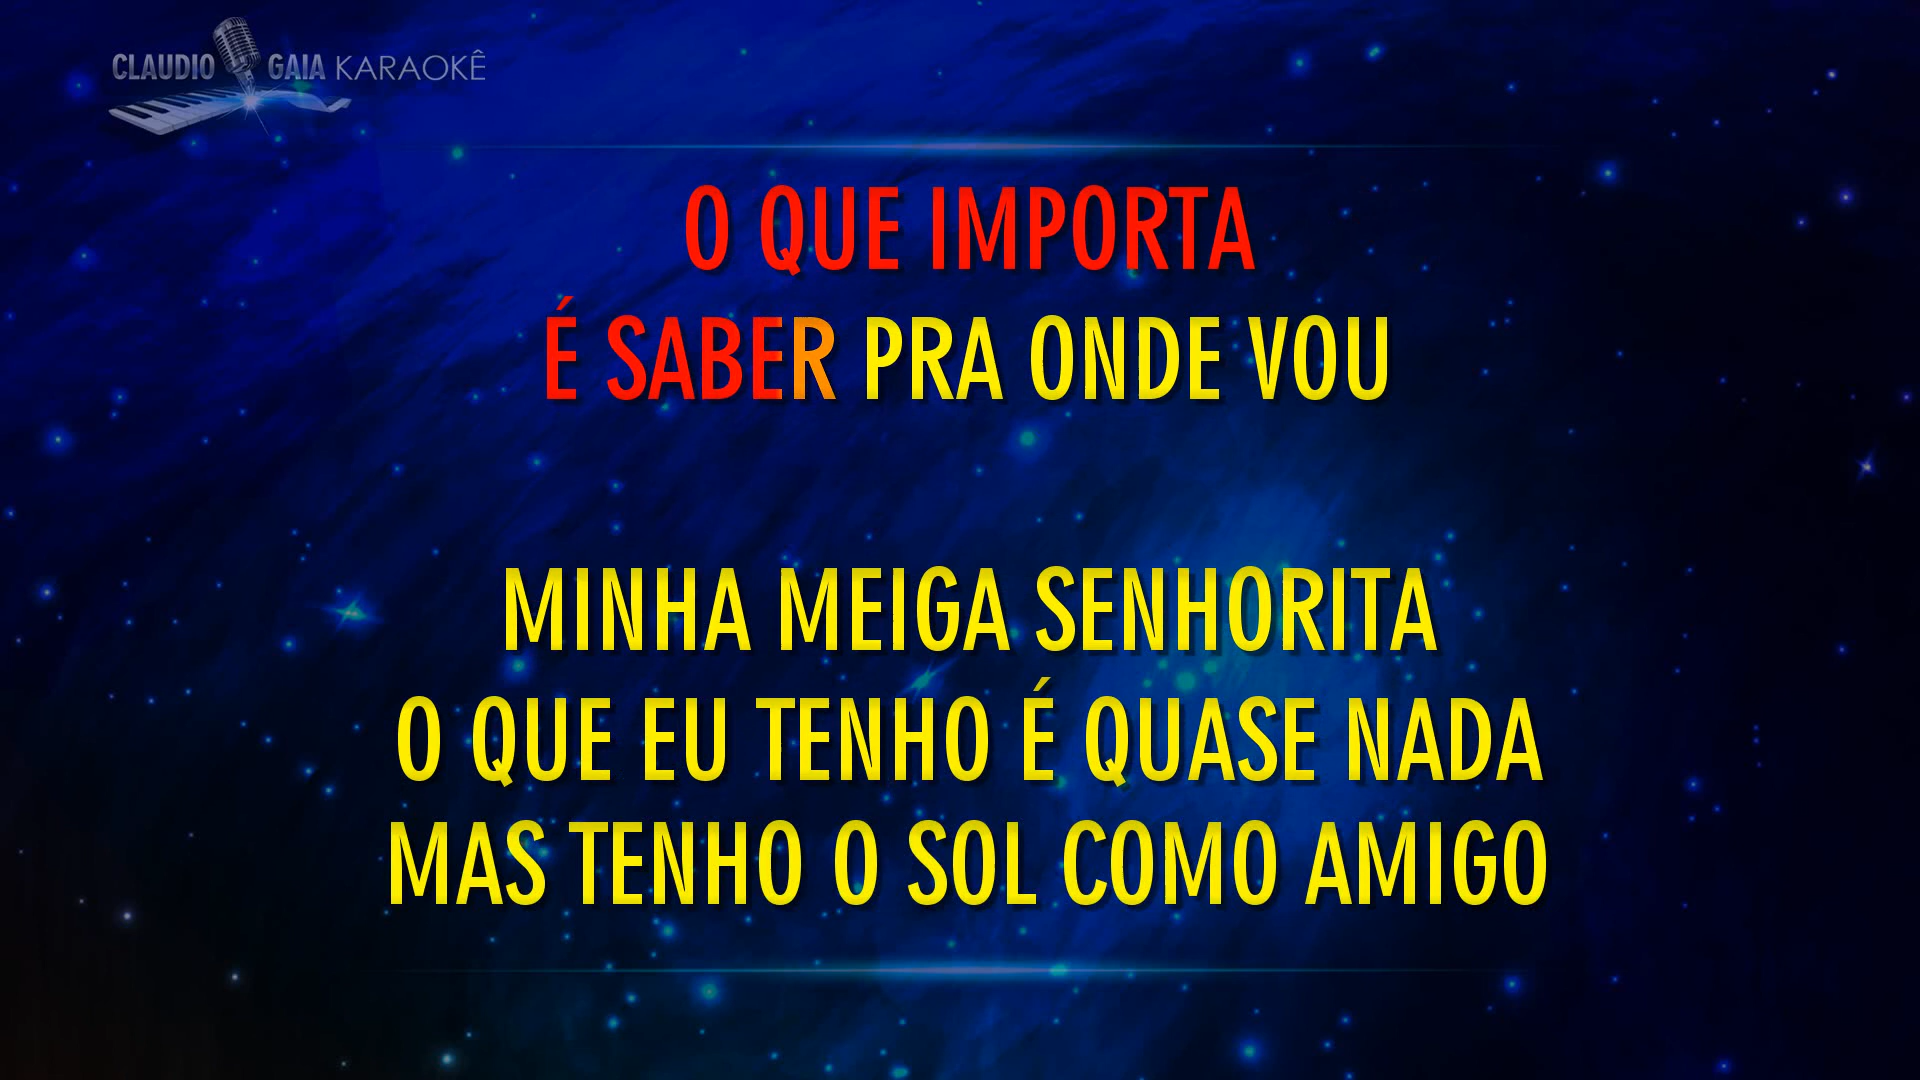 CLAUDIO GAIA KARAOKÊ
O QUE IMPORTA
É SABER PRA ONDE VOU
MINHA MEIGA SENHORITA
O QUE EU TENHO É QUASE NADA
MAS TENHO O SOL COMO AMIGO